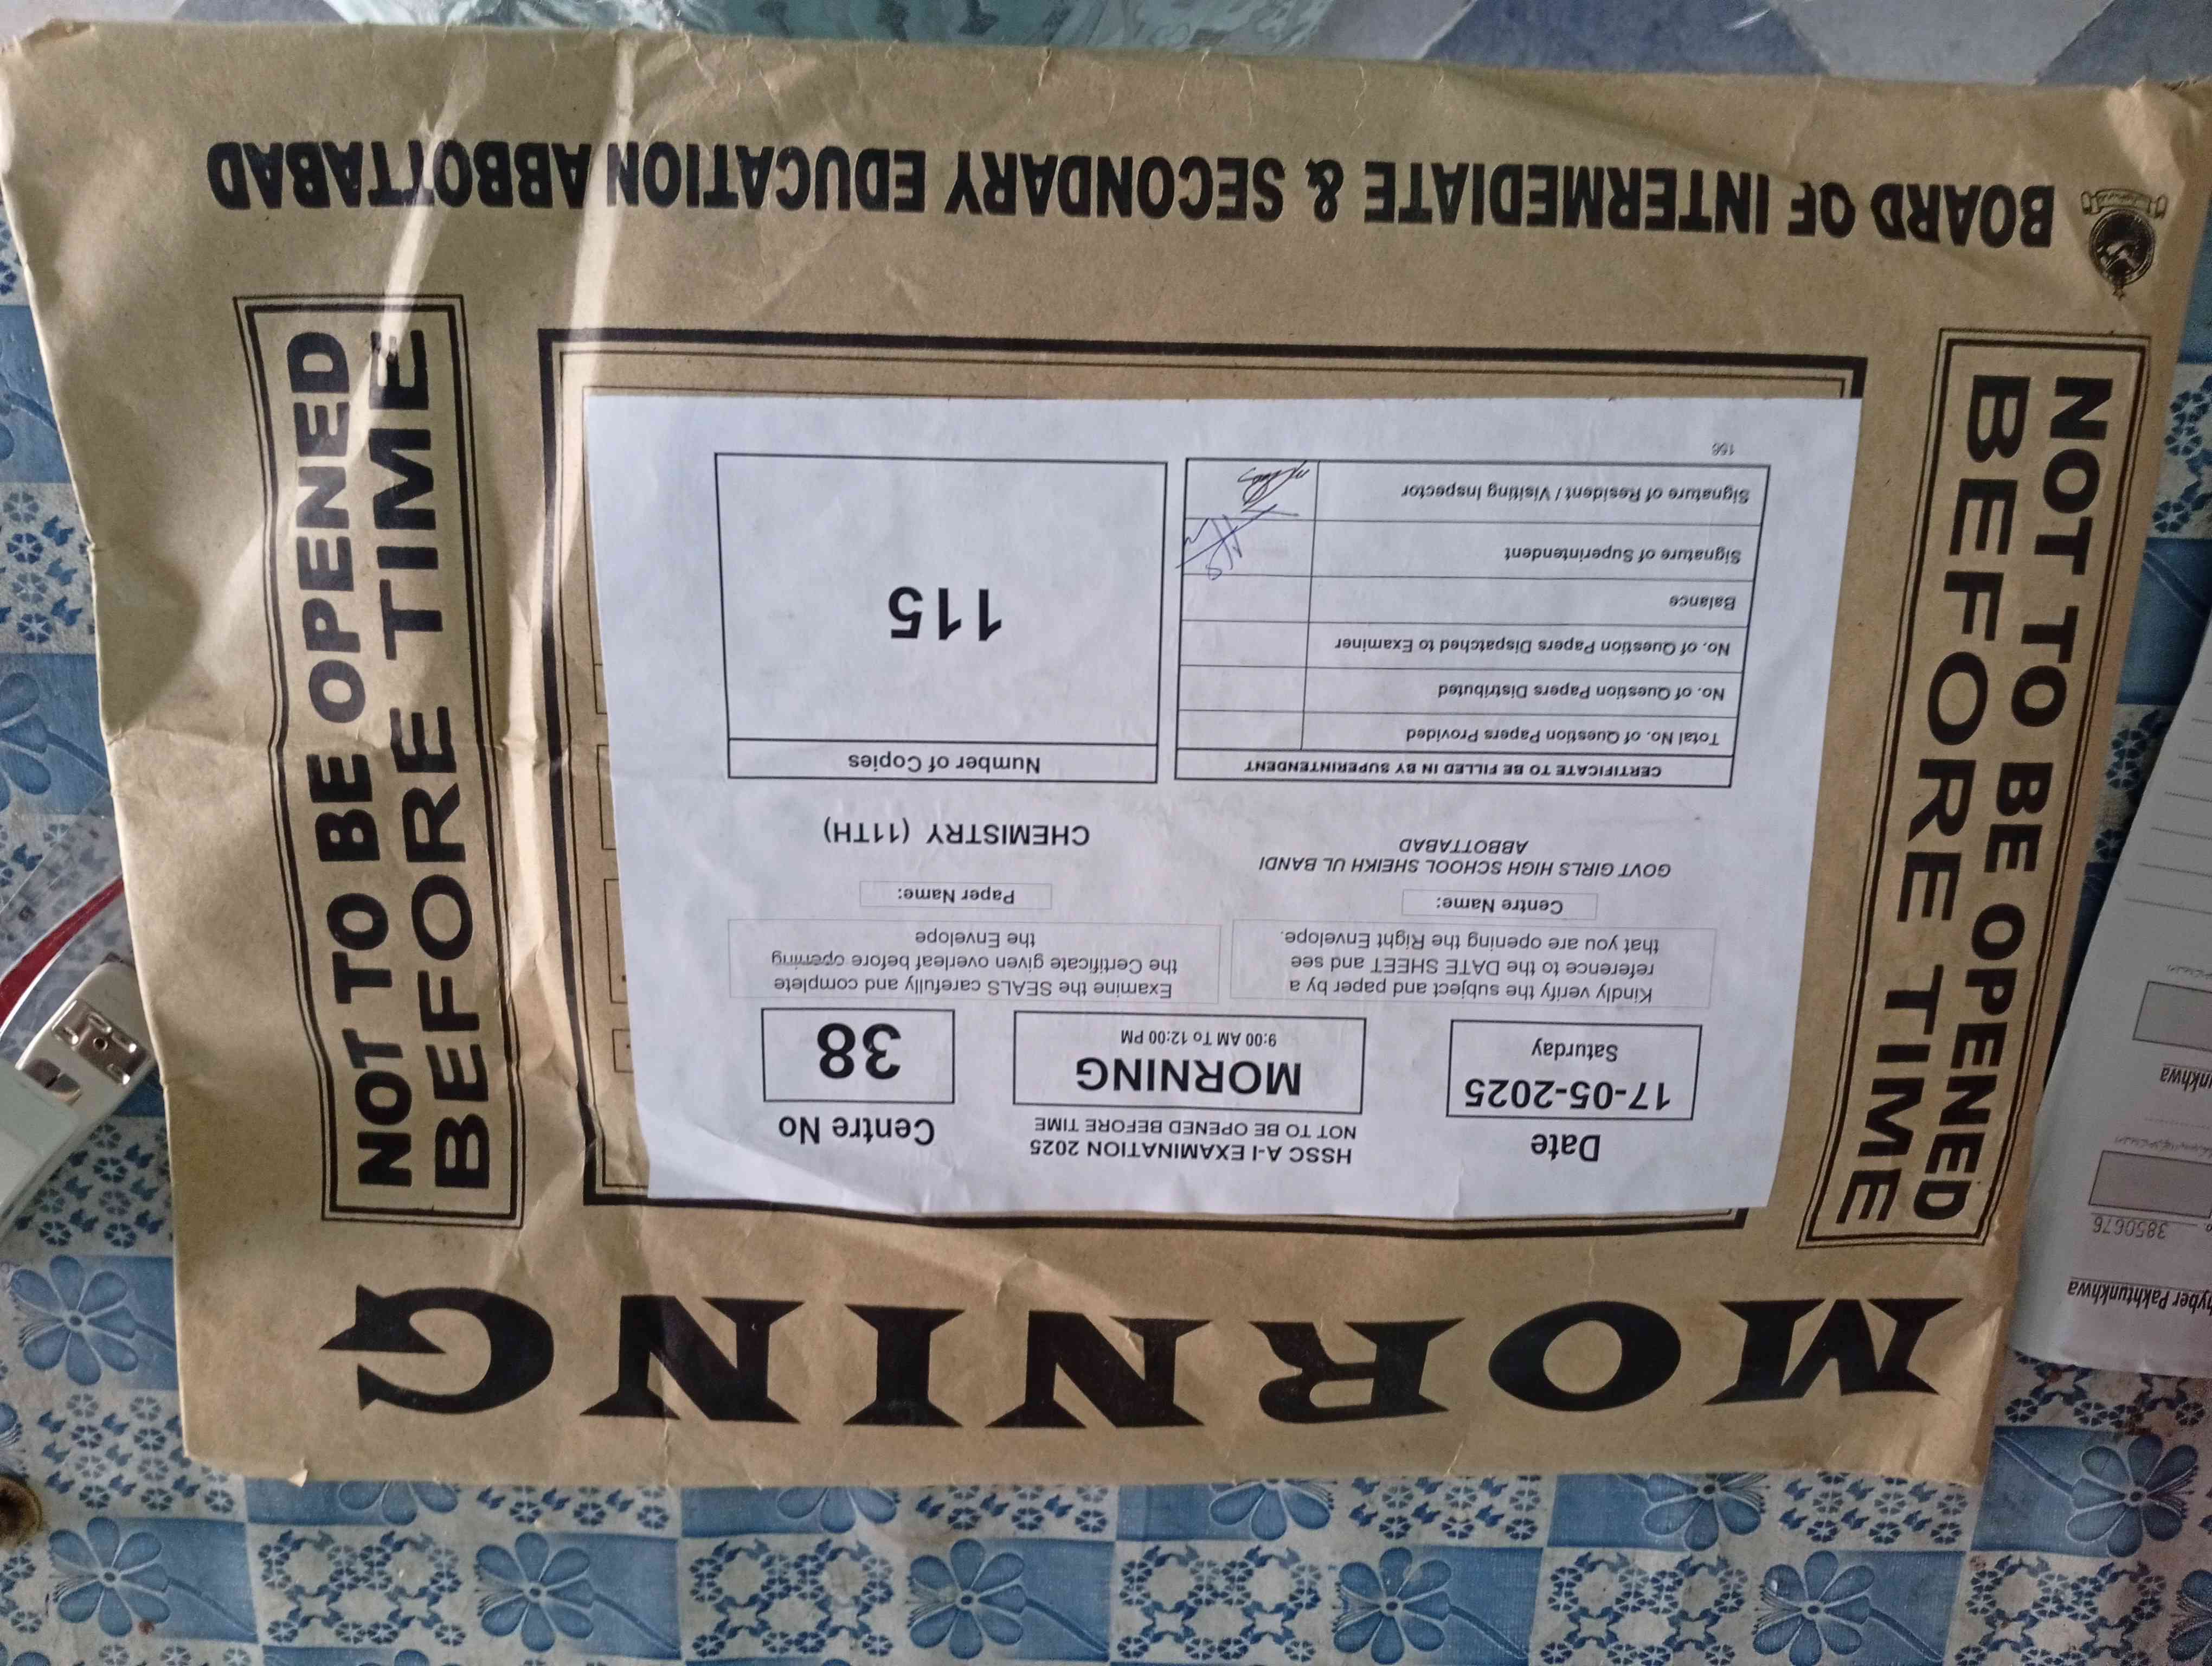 MORNING
NOT TO BE OPENED
BEFORE TIME
HSSC A-I EXAMINATION 2025
NOT TO BE OPENED BEFORE TIME
Date
17-05-2025
Saturday
MORNING
9:00 AM To 12:00 PM
Centre No
38
Kindly verify the subject and paper by a
reference to the DATE SHEET and see
that you are opening the Right Envelope.
Examine the SEALS carefully and complete
the Certificate given overleaf before opening
the Envelope
Centre Name:
GOVT GIRLS HIGH SCHOOL SHEIKH UL BANDI
ABBOTTABAD
Paper Name:
CHEMISTRY (11TH)
CERTIFICATE TO BE FILLED IN BY SUPERINTENDENT
Total No. of Question Papers Provided
No. of Question Papers Distributed
No. of Question Papers Dispatched to Examiner
Balance
Signature of Superintendent
Signature of Resident / Visiting Inspector
156
Number of Copies
115
NOT TO BE OPENED
BEFORE TIME
BOARD OF INTERMEDIATE & SECONDARY EDUCATION ABBOTTABAD
hyber Pakhtunkhwa
3850676
unkhwa